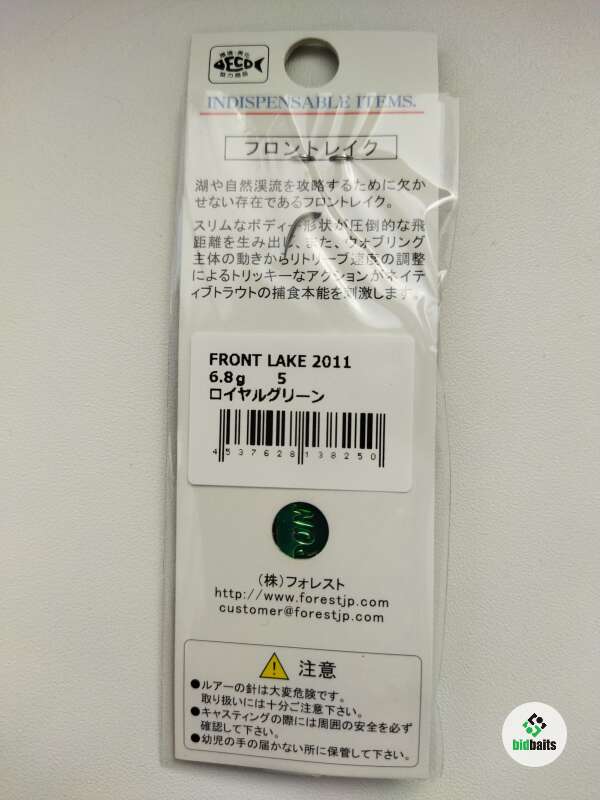 環境・責任
ECO
協力商品
INDISPENSABLE ITEMS.
フロントレイク
湖や自然渓流を攻略するために欠か
せない存在であるフロントレイク。
スリムなボディー形状が圧倒的な飛
距離を生み出し、また、ウォブリング
主体の動きからリトリーブ速度の調整
によるトリッキーなアクションがネイテ
ィブトラウトの捕食本能を刺激します。
FRONT LAKE 2011
6.8g 5
ロイヤルグリーン
4537628138250
(株)フォレスト
http://www.forestjp.com
customer@forestjp.com
注意
●ルアーの針は大変危険です。
取り扱いには十分ご注意下さい。
●キャスティングの際には周囲の安全を必ず
確認して下さい。
●幼児の手の届かない所に保管して下さい。
bidbaits